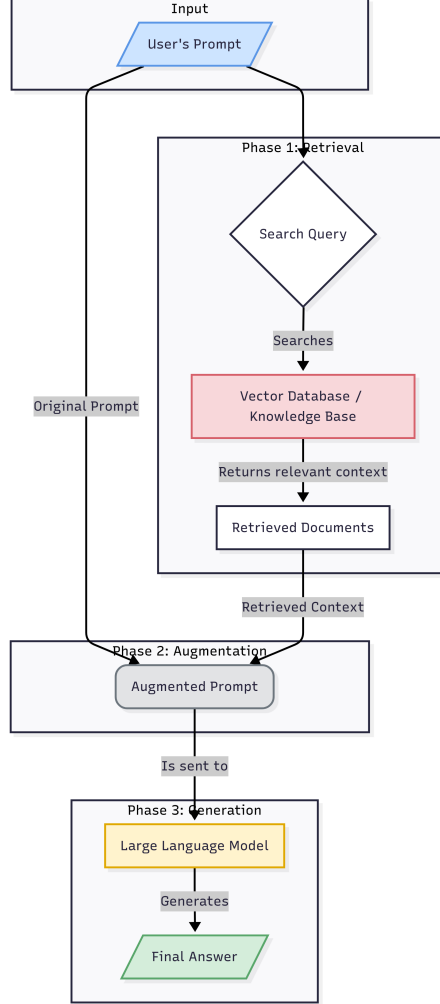 Input
User's Prompt
Phase 1: Retrieval
Search Query
Searches
Vector Database /
Knowledge Base
Original Prompt
Returns relevant context
Retrieved Documents
Retrieved Context
Phase 2: Augmentation
Augmented Prompt
Is sent to
Phase 3: Generation
Large Language Model
Generates
Final Answer